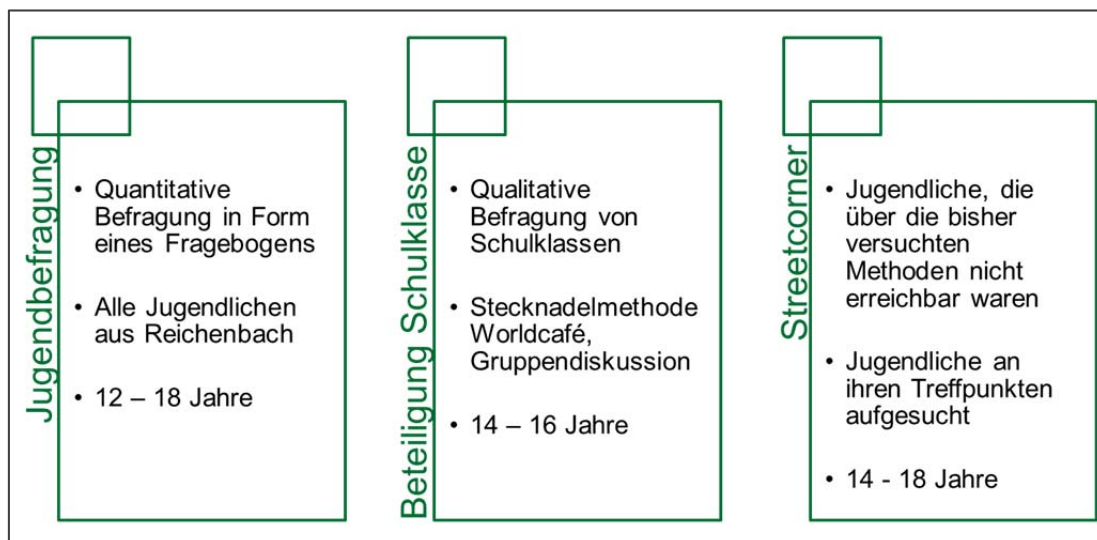 Jugendbefragung
• Quantitative
Befragung in Form
eines Fragebogens
• Alle Jugendlichen
aus Reichenbach
• 12 – 18 Jahre
Beteiligung Schulklasse
• Qualitative
Befragung von
Schulklassen
• Stecknadelmethode
Worldcafé,
Gruppendiskussion
• 14 – 16 Jahre
Streetcorner
• Jugendliche, die
über die bisher
versuchten
Methoden nicht
erreichbar waren
• Jugendliche an
ihren Treffpunkten
aufgesucht
• 14 - 18 Jahre